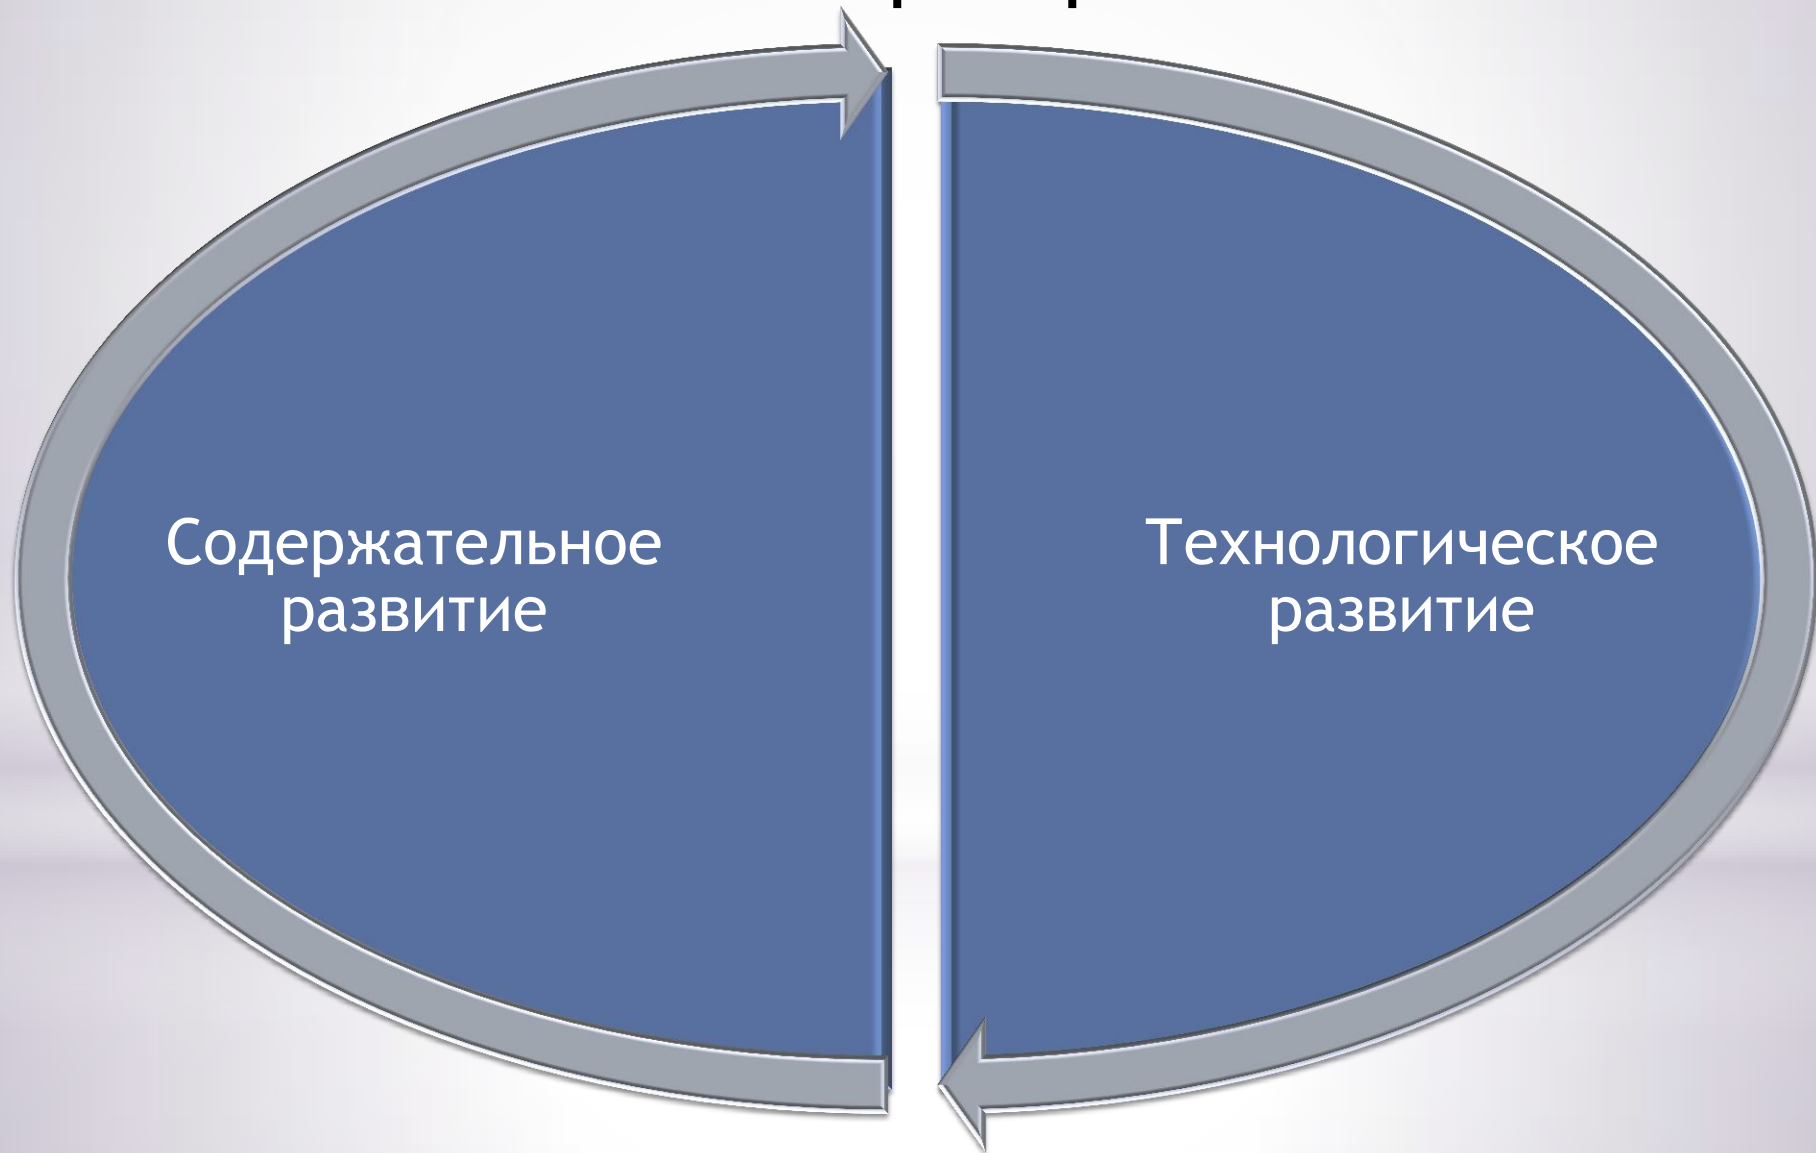 Содержательное
развитие
Технологическое
развитие